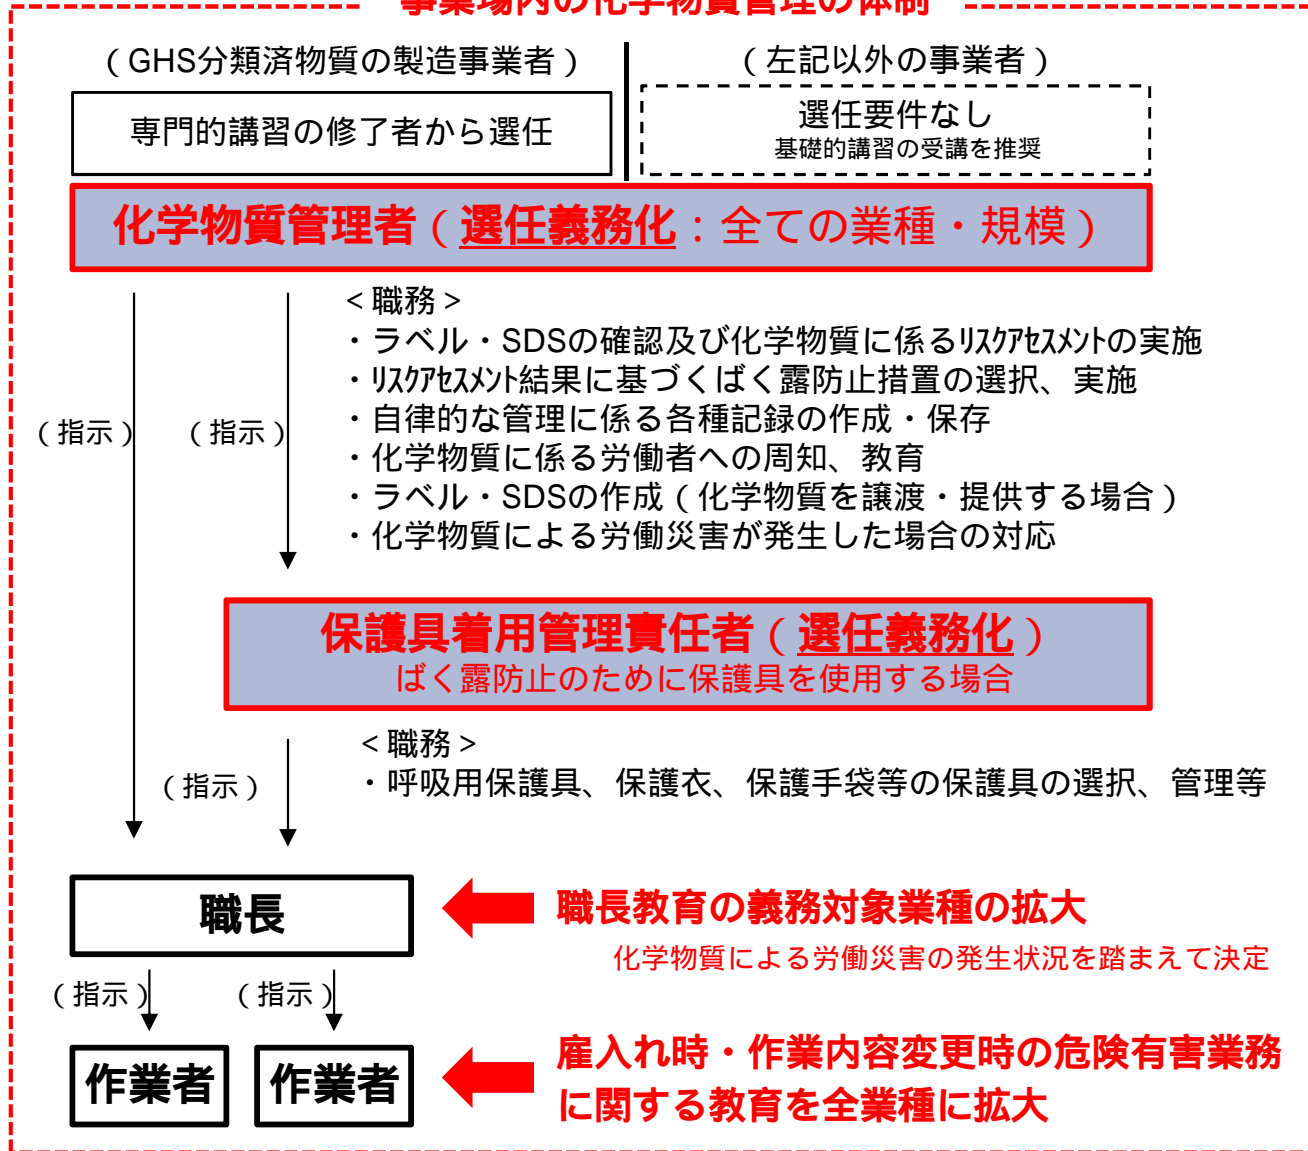 事業場内の化学物質管理の体制
（GHS分類済物質の製造事業者）
（左記以外の事業者）
専門的講習の修了者から選任
選任要件なし
基礎的講習の受講を推奨
化学物質管理者（選任義務化：全ての業種・規模）
＜職務＞
・ラベル・SDSの確認及び化学物質に係るﾘｽｸｱｾｽﾒﾝﾄの実施
・ﾘｽｸｱｾｽﾒﾝﾄ結果に基づくばく露防止措置の選択、実施
・自律的な管理に係る各種記録の作成・保存
・化学物質に係る労働者への周知、教育
・ラベル・SDSの作成（化学物質を譲渡・提供する場合）
・化学物質による労働災害が発生した場合の対応
（指示）
（指示）
保護具着用管理責任者（選任義務化）
ばく露防止のために保護具を使用する場合
＜職務＞
・呼吸用保護具、保護衣、保護手袋等の保護具の選択、管理等
（指示）
職長
職長教育の義務対象業種の拡大
化学物質による労働災害の発生状況を踏まえて決定
（指示）
（指示）
作業者
作業者
雇入れ時・作業内容変更時の危険有害業務
に関する教育を全業種に拡大